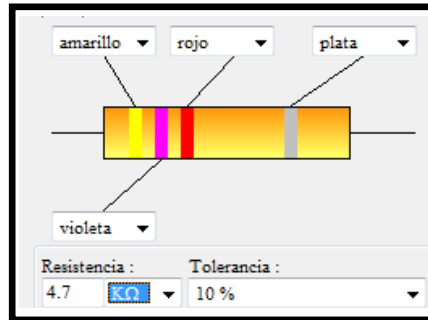 amarillo rojo plata
violeta
Resistencia : Tolerancia :
4.7 KΩ 10 %